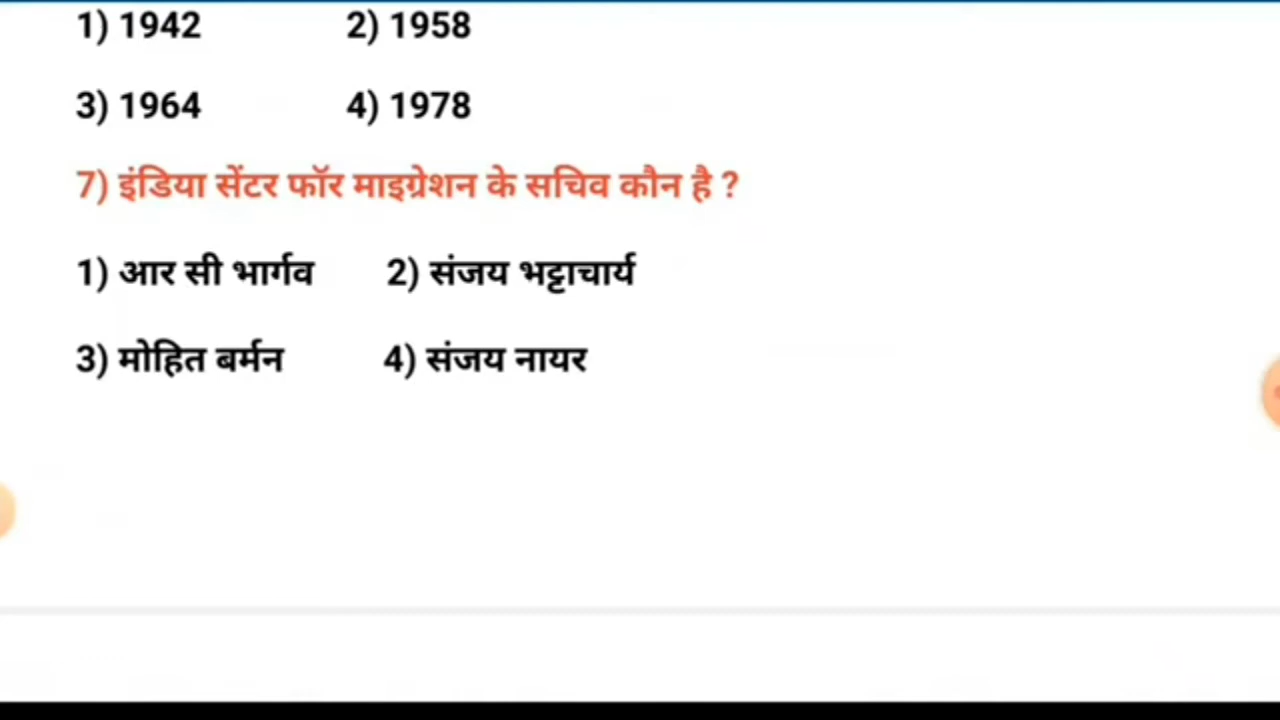 1) 1942 2) 1958
3) 1964 4) 1978
7) इंडिया सेंटर फॉर माइग्रेशन के सचिव कौन है ?
1) आर सी भार्गव 2) संजय भट्टाचार्य
3) मोहित बर्मन 4) संजय नायर